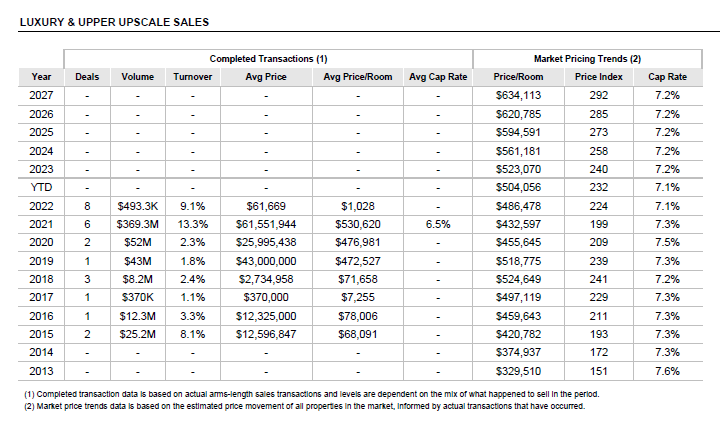 LUXURY & UPPER UPSCALE SALES
Completed Transactions (1) Market Pricing Trends (2)
Year Deals Volume Turnover Avg Price Avg Price/Room Avg Cap Rate Price/Room Price Index Cap Rate
2027 - - - - - - $634,113 292 7.2%
2026 - - - - - - $620,785 285 7.2%
2025 - - - - - - $594,591 273 7.2%
2024 - - - - - - $561,181 258 7.2%
2023 - - - - - - $523,070 240 7.2%
YTD - - - - - - $504,056 232 7.1%
2022 8 $493.3K 9.1% $61,669 $1,028 - $486,478 224 7.1%
2021 6 $369.3M 13.3% $61,551,944 $530,620 6.5% $432,597 199 7.3%
2020 2 $52M 2.3% $25,995,438 $476,981 - $455,645 209 7.5%
2019 1 $43M 1.8% $43,000,000 $472,527 - $518,775 239 7.3%
2018 3 $8.2M 2.4% $2,734,958 $71,658 - $524,649 241 7.2%
2017 1 $370K 1.1% $370,000 $7,255 - $497,119 229 7.3%
2016 1 $12.3M 3.3% $12,325,000 $78,006 - $459,643 211 7.3%
2015 2 $25.2M 8.1% $12,596,847 $68,091 - $420,782 193 7.3%
2014 - - - - - - $374,937 172 7.3%
2013 - - - - - - $329,510 151 7.6%
(1) Completed transaction data is based on actual arms-length sales transactions and levels are dependent on the mix of what happened to sell in the period.
(2) Market price trends data is based on the estimated price movement of all properties in the market, informed by actual transactions that have occurred.